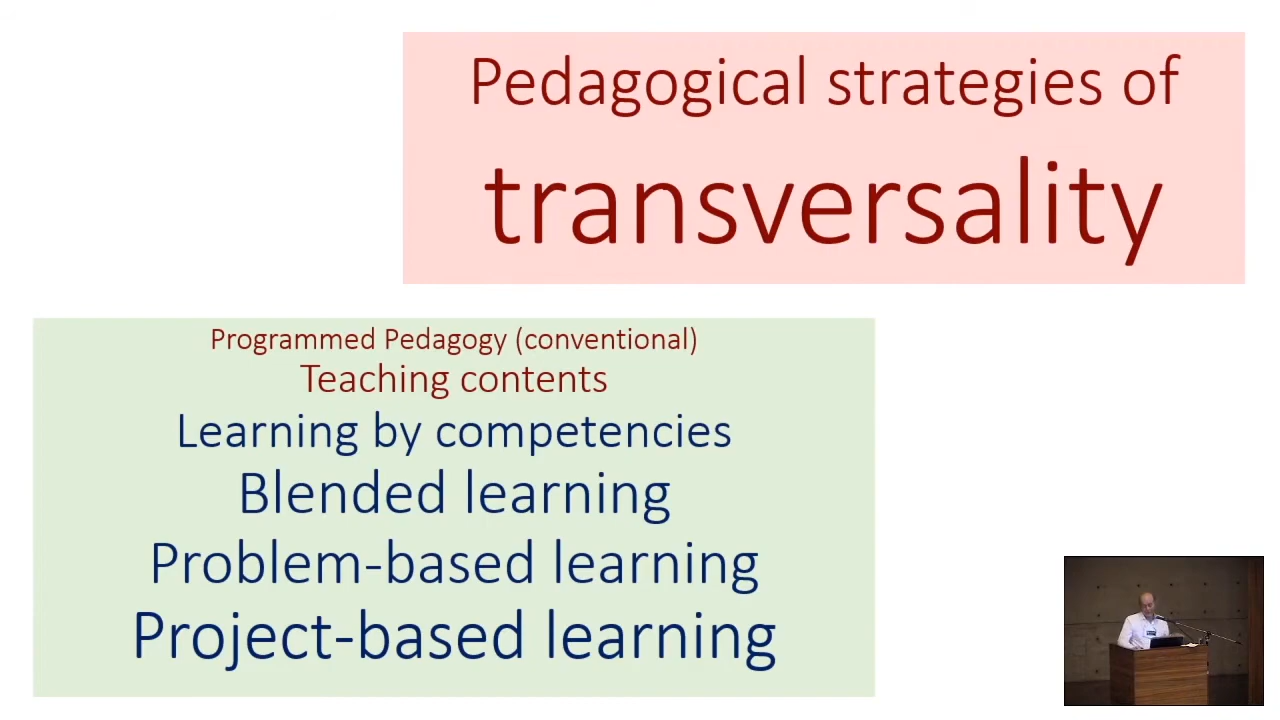 Pedagogical strategies of
transversality
Programmed Pedagogy (conventional)
Teaching contents
Learning by competencies
Blended learning
Problem-based learning
Project-based learning